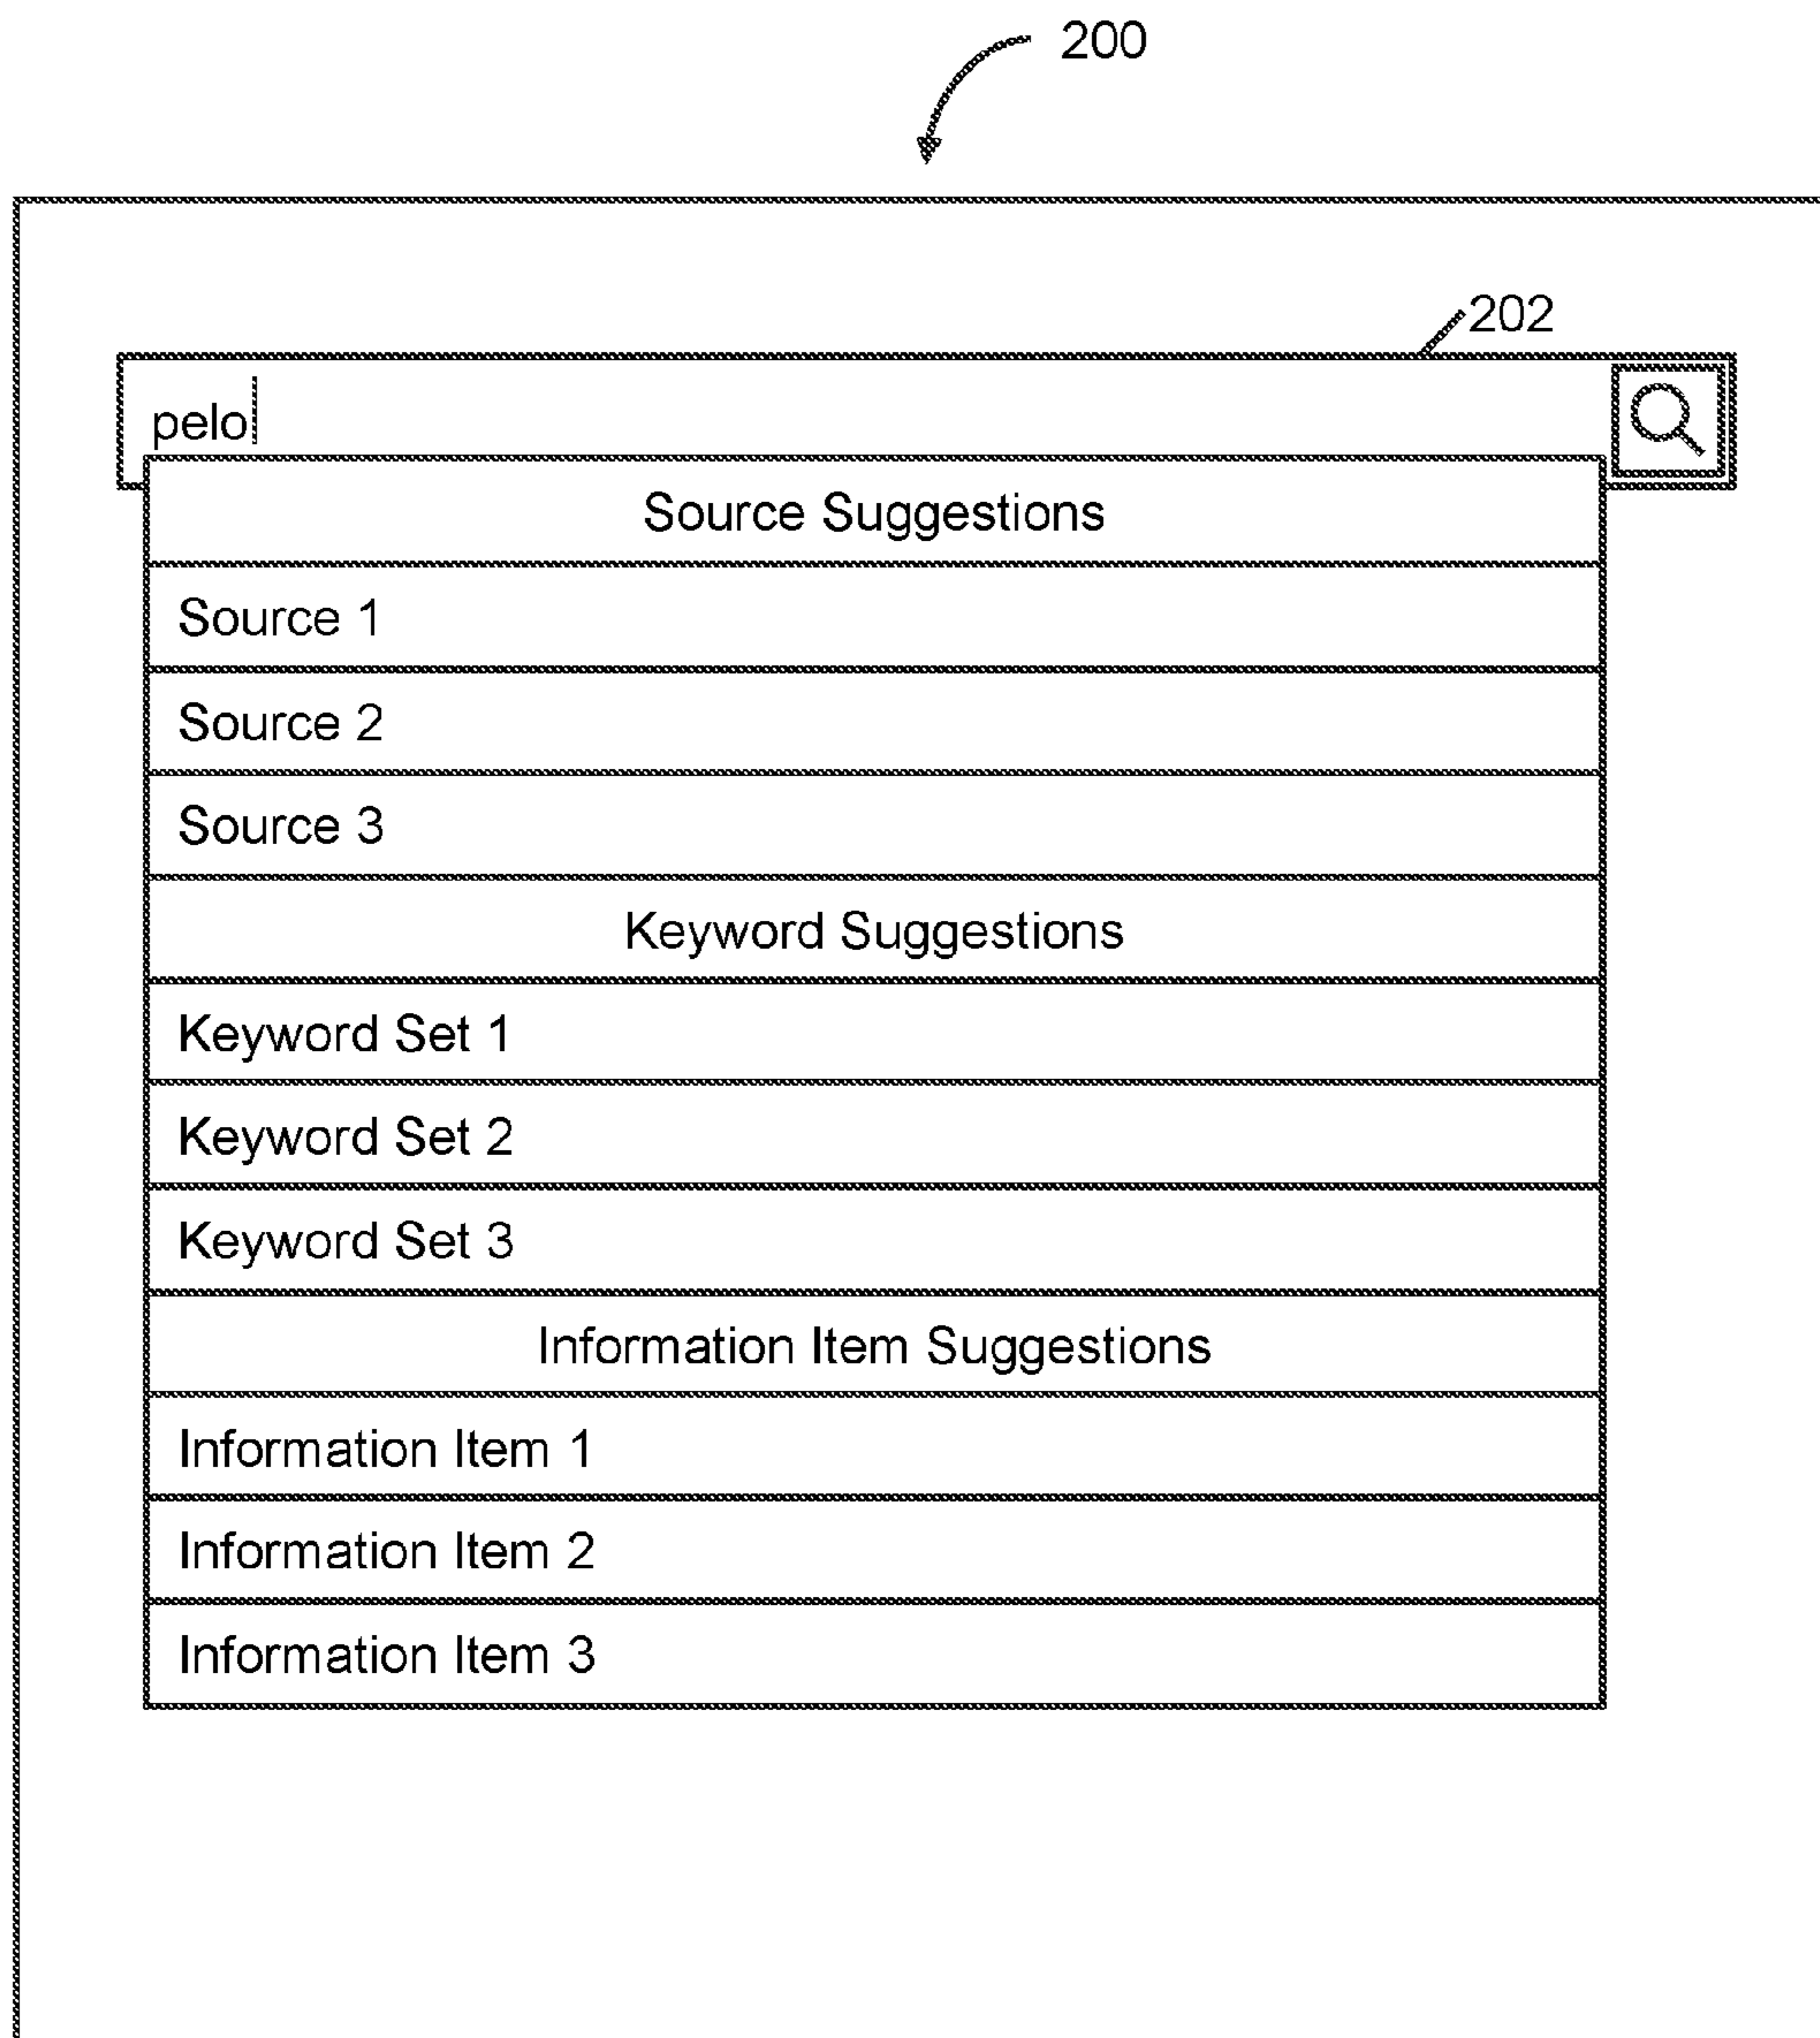 200
202
pelo
Source Suggestions
Source 1
Source 2
Source 3
Keyword Suggestions
Keyword Set 1
Keyword Set 2
Keyword Set 3
Information Item Suggestions
Information Item 1
Information Item 2
Information Item 3